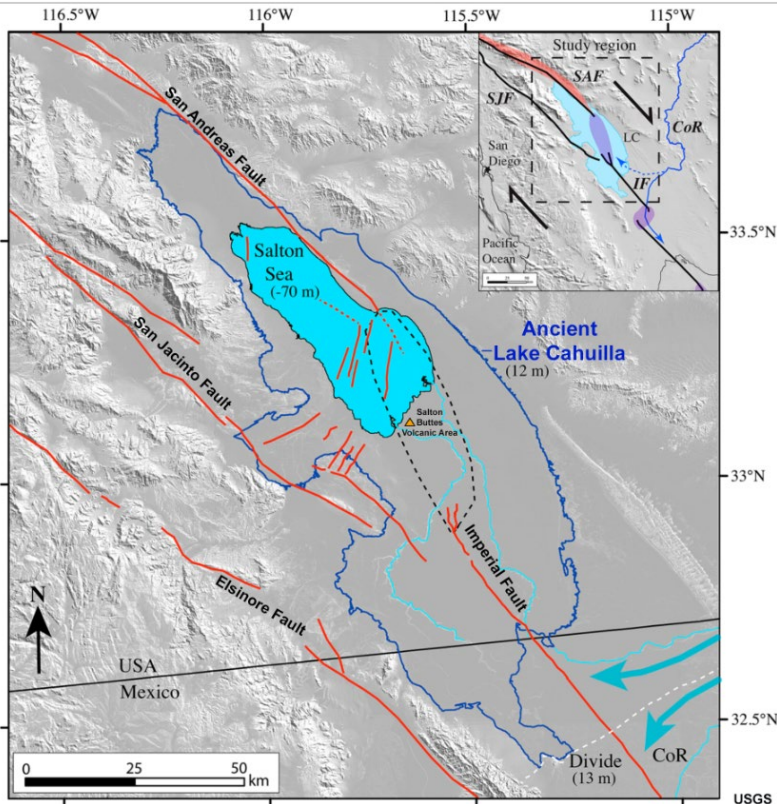 116.5°W
116°W
115.5°W
115°W
Study region
SAF
SJF
CoR
LC
San
Diego
IF
Pacific
Ocean
San Andreas Fault
33.5°N
Salton
Sea
(-70 m)
Ancient
Lake Cahuilla
(12 m)
San Jacinto Fault
Salton
Buttes
Volcanic Area
33°N
Imperial Fault
Elsinore Fault
N
USA
Mexico
32.5°N
Divide
(13 m)
CoR
0 25 50
km
USGS